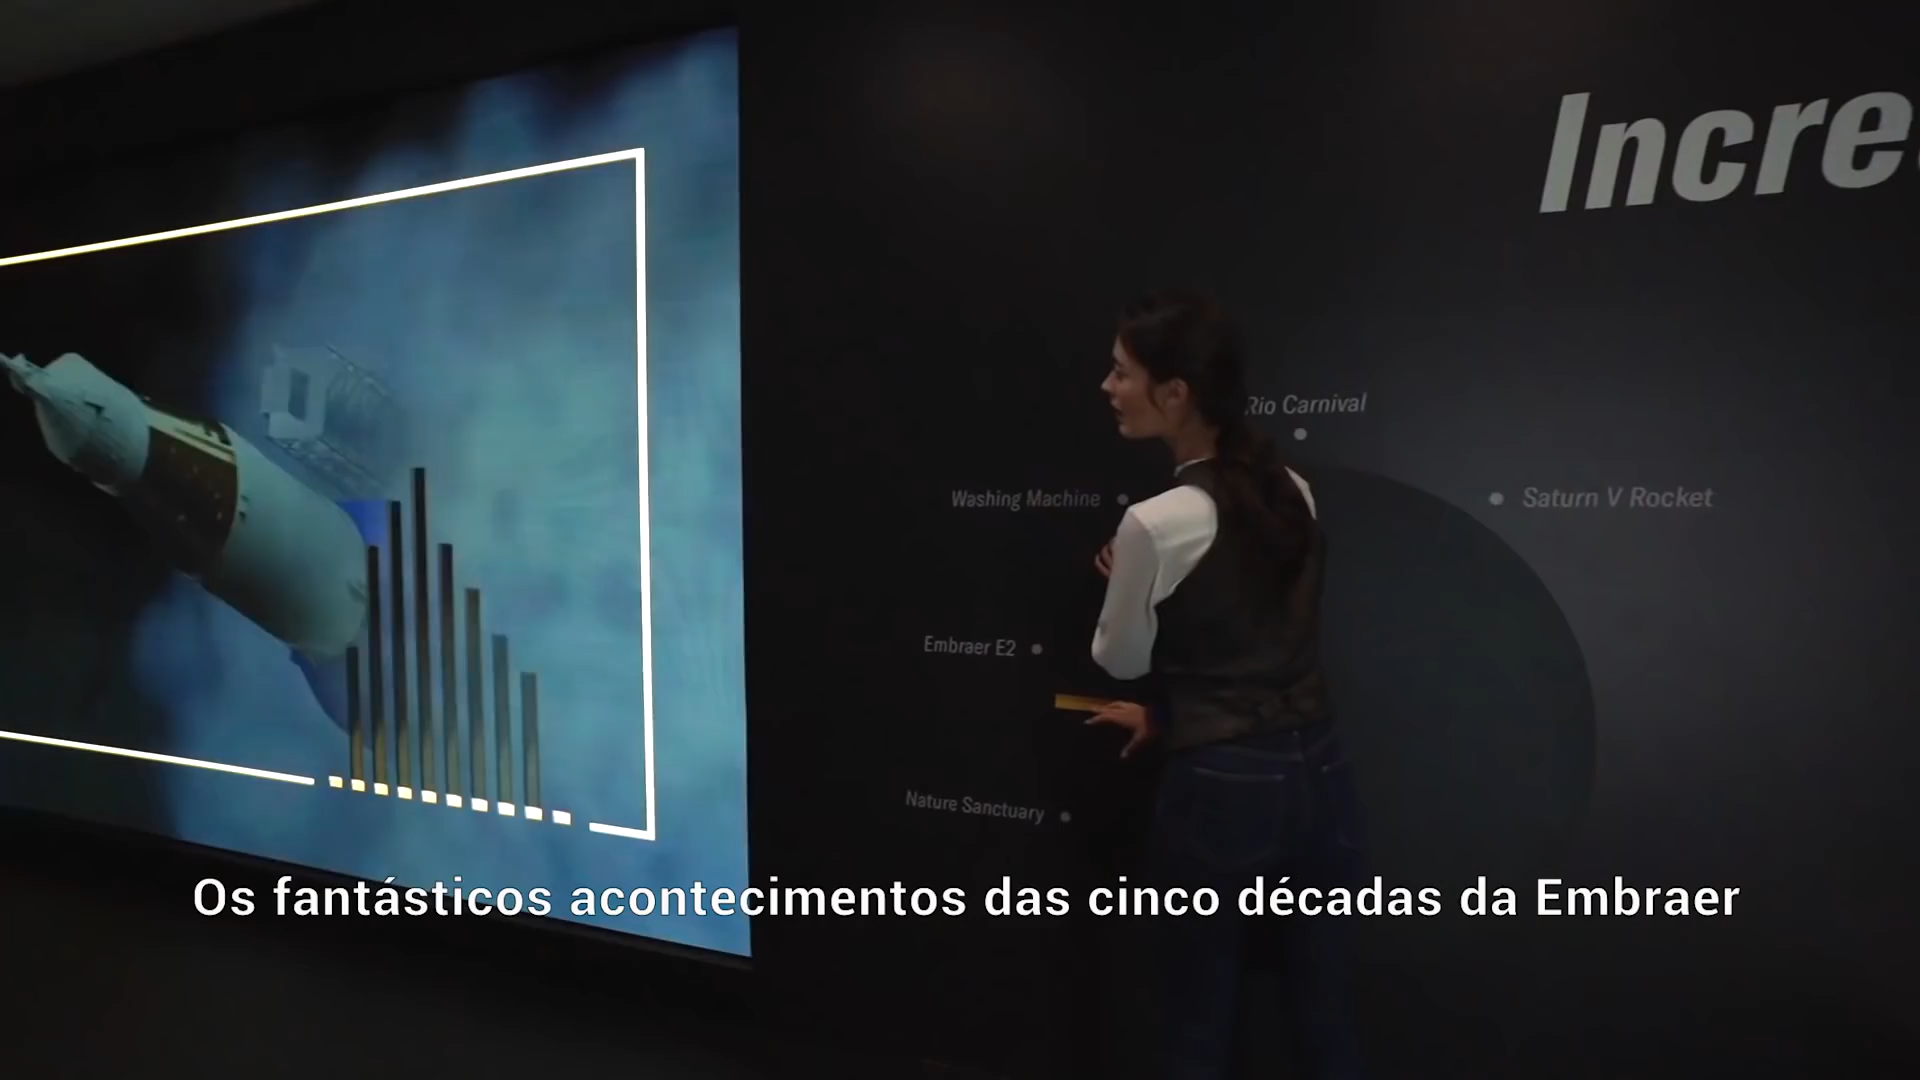 Incre
Rio Carnival
Washing Machine
Saturn V Rocket
Embraer E2
Nature Sanctuary
Os fantásticos acontecimentos das cinco décadas da Embraer